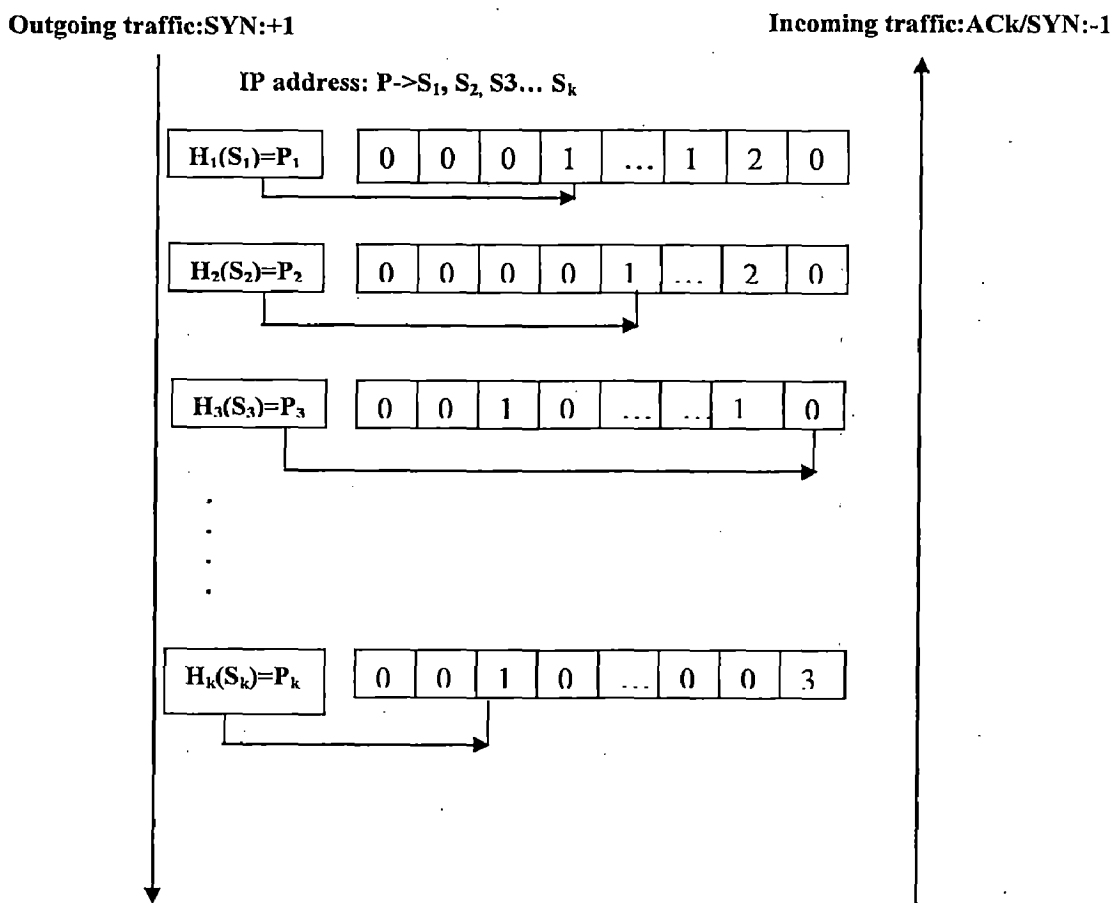 Outgoing traffic:SYN:+1 Incoming traffic:ACk/SYN:-1
IP address: P->S₁, S₂, S3... Sₖ
H₁(S₁)=P₁ 0 0 0 1 ... 1 2 0
H₂(S₂)=P₂ 0 0 0 0 1 ... 2 0
H₃(S₃)=P₃ 0 0 1 0 ... ... 1 0
Hₖ(Sₖ)=Pₖ 0 0 1 0 ... 0 0 3